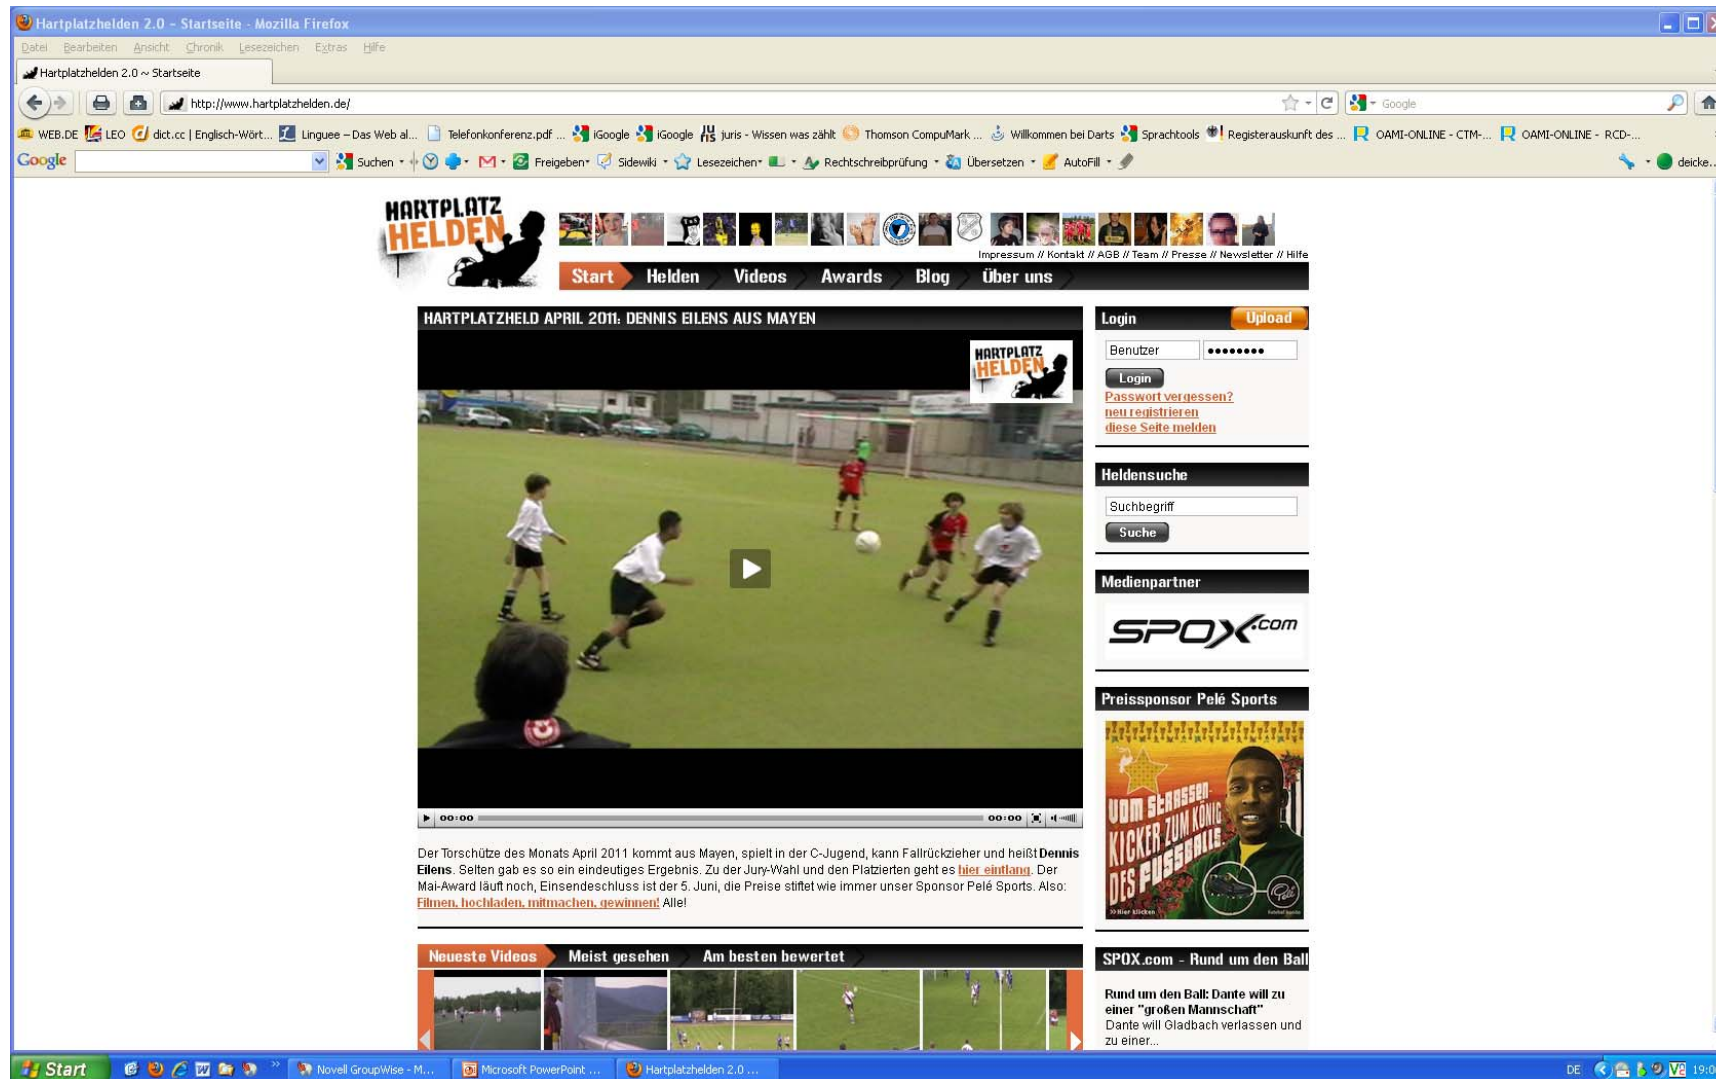 Hartplatzhelden 2.0 ~ Startseite - Mozilla Firefox
Datei Bearbeiten Ansicht Chronik Lesezeichen Extras Hilfe
Hartplatzhelden 2.0 ~ Startseite
http://www.hartplatzhelden.de/
Google
WEB.DE LEO dict.cc | Englisch-Wört... Linguee – Das Web al... Telefonkonferenz.pdf ... iGoogle iGoogle juris - Wissen was zählt Thomson CompuMark ... Willkommen bei Darts Sprachtools Registerauskunft des ... OAMI-ONLINE - CTM-... OAMI-ONLINE - RCD-...
Google Suchen Freigeben Sidewiki Lesezeichen Rechtschreibprüfung Übersetzen AutoFill deicke...
HARTPLATZ
HELDEN
Impressum // Kontakt // AGB // Team // Presse // Newsletter // Hilfe
Start Helden Videos Awards Blog Über uns
HARTPLATZHELD APRIL 2011: DENNIS EILENS AUS MAYEN
HARTPLATZ
HELDEN
00:00 00:00
Der Torschütze des Monats April 2011 kommt aus Mayen, spielt in der C-Jugend, kann Fallrückzieher und heißt Dennis
Eilens. Selten gab es so ein eindeutiges Ergebnis. Zu der Jury-Wahl und den Platzierten geht es hier eintlang. Der
Mai-Award läuft noch, Einsendeschluss ist der 5. Juni, die Preise stiftet wie immer unser Sponsor Pelé Sports. Also:
Filmen, hochladen, mitmachen, gewinnen! Alle!
Neueste Videos Meist gesehen Am besten bewertet
Login Upload
Benutzer
Login
Passwort vergessen?
neu registrieren
diese Seite melden
Heldensuche
Suchbegriff
Suche
Medienpartner
SPOX.com
Preissponsor Pelé Sports
VOM STRASSEN-
KICKER ZUM KÖNIG
DES FUSSBALLS
Pelé
>> Hier klicken
SPOX.com - Rund um den Ball
Rund um den Ball: Dante will zu
einer "großen Mannschaft"
Dante will Gladbach verlassen und
zu einer...
Start Novell GroupWise - M... Microsoft PowerPoint ... Hartplatzhelden 2.0 ... DE 19:0